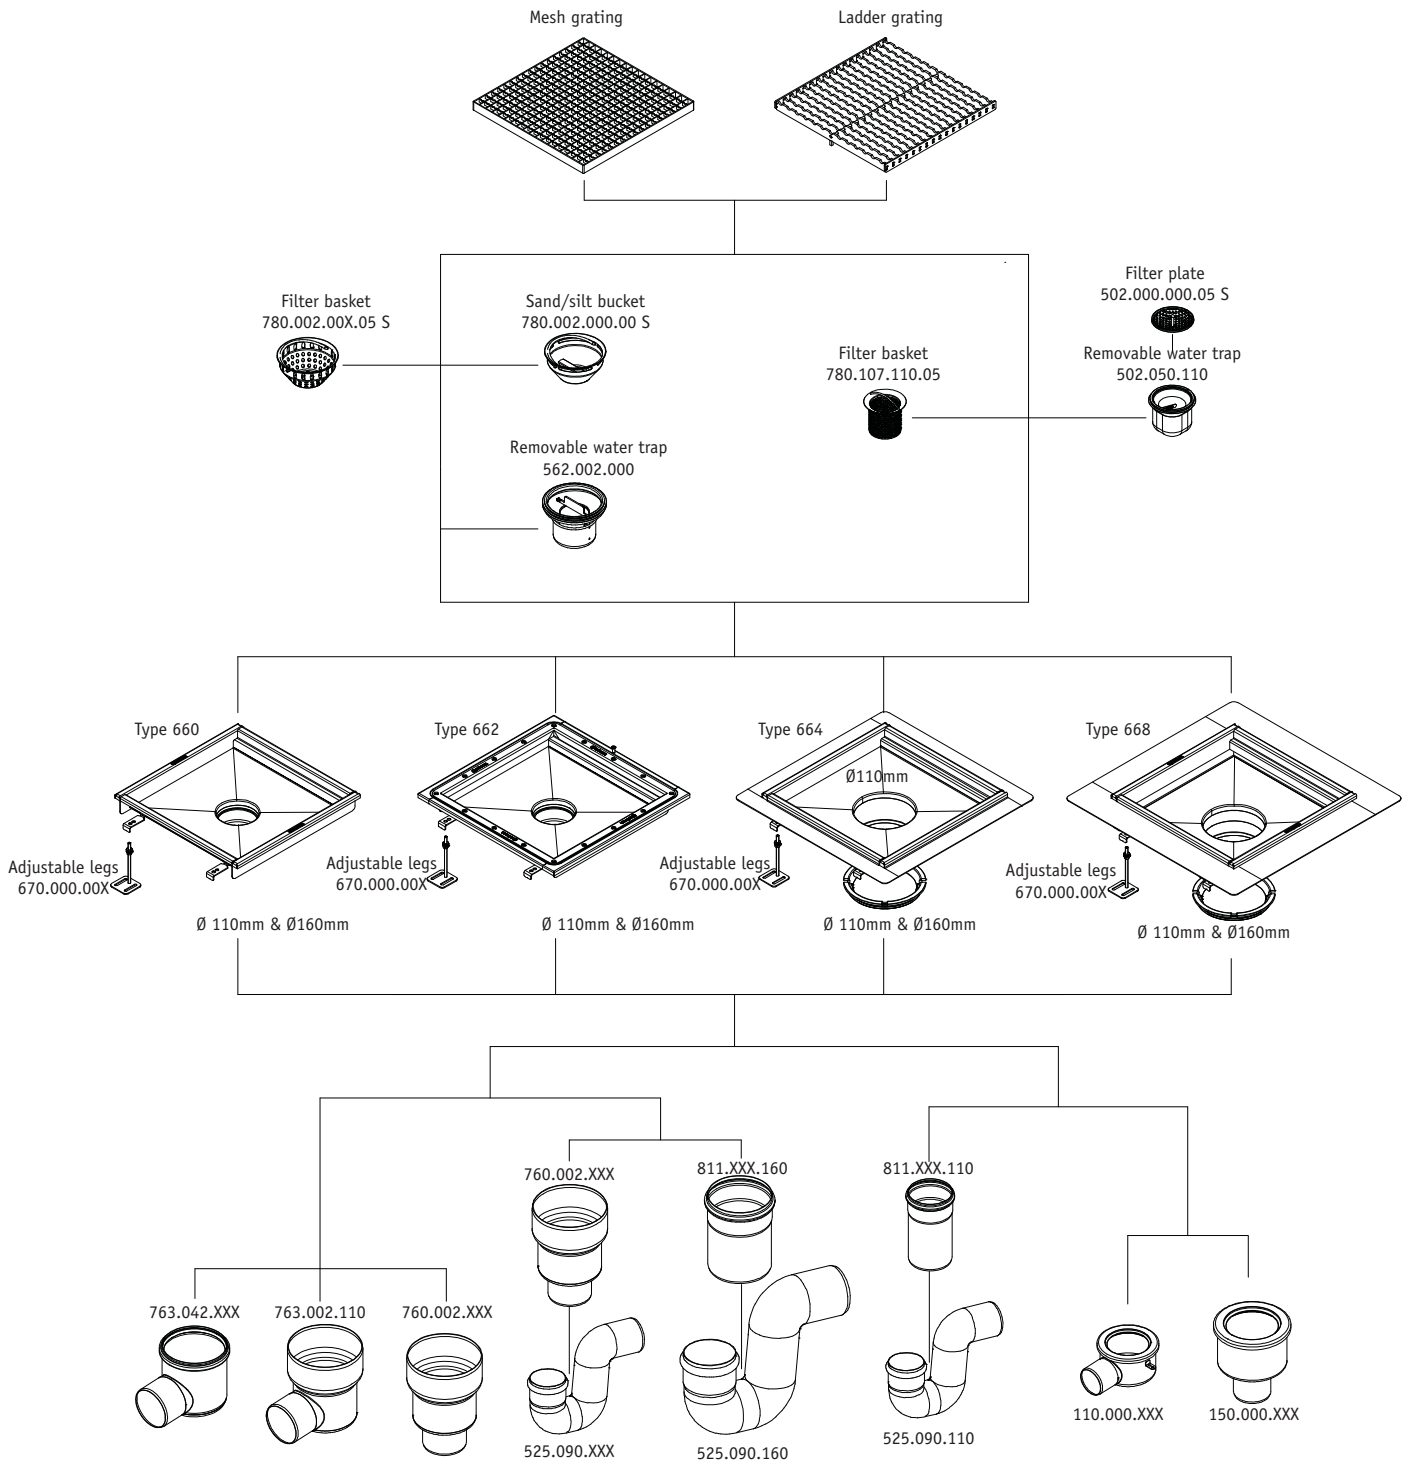 Mesh grating
Ladder grating
Filter basket
780.002.00X.05 S
Sand/silt bucket
780.002.000.00 S
Filter plate
502.000.000.05 S
Filter basket
780.107.110.05
Removable water trap
502.050.110
Removable water trap
562.002.000
Type 660
Type 662
Type 664
Type 668
Ø110mm
Adjustable legs
670.000.00X
Adjustable legs
670.000.00X
Adjustable legs
670.000.00X
Adjustable legs
670.000.00X
Ø 110mm & Ø160mm
Ø 110mm & Ø160mm
Ø 110mm & Ø160mm
Ø 110mm & Ø160mm
760.002.XXX
811.XXX.160
811.XXX.110
763.042.XXX
763.002.110
760.002.XXX
110.000.XXX
150.000.XXX
525.090.XXX
525.090.160
525.090.110